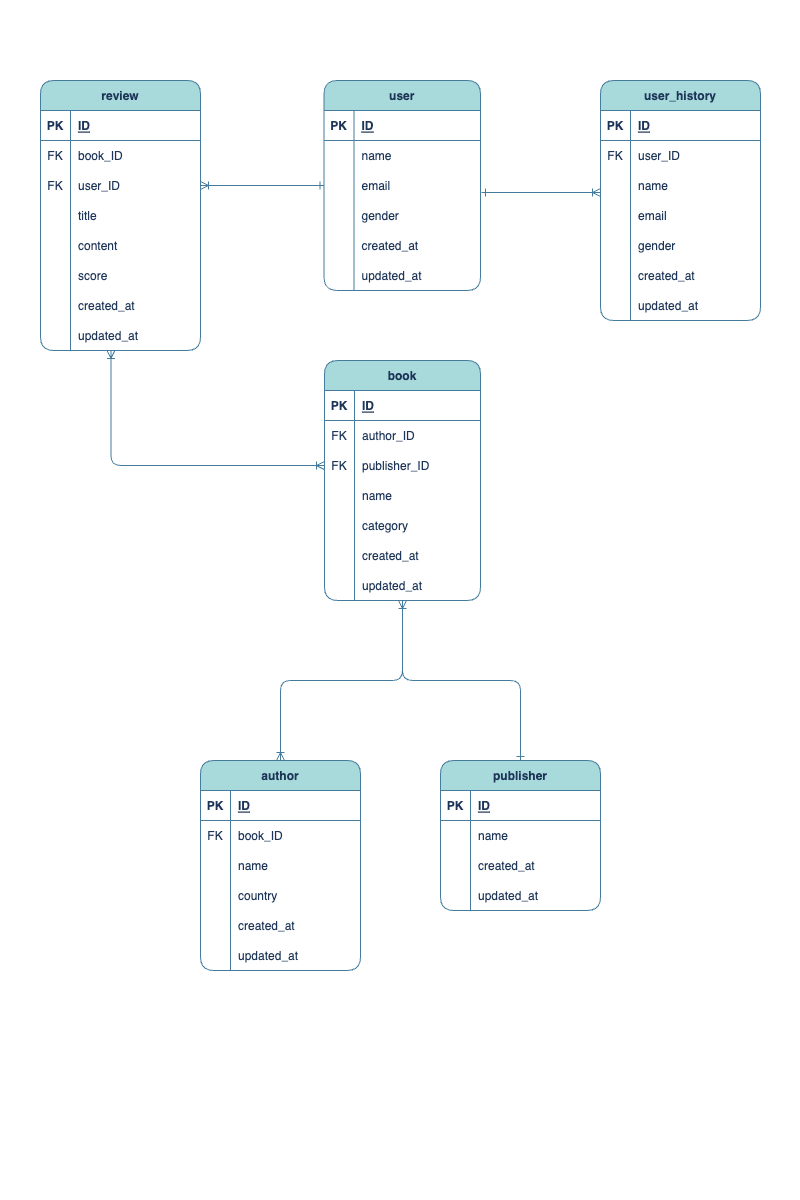 review
PK ID
FK book_ID
FK user_ID
title
content
score
created_at
updated_at
user
PK ID
name
email
gender
created_at
updated_at
user_history
PK ID
FK user_ID
name
email
gender
created_at
updated_at
book
PK ID
FK author_ID
FK publisher_ID
name
category
created_at
updated_at
author
PK ID
FK book_ID
name
country
created_at
updated_at
publisher
PK ID
name
created_at
updated_at